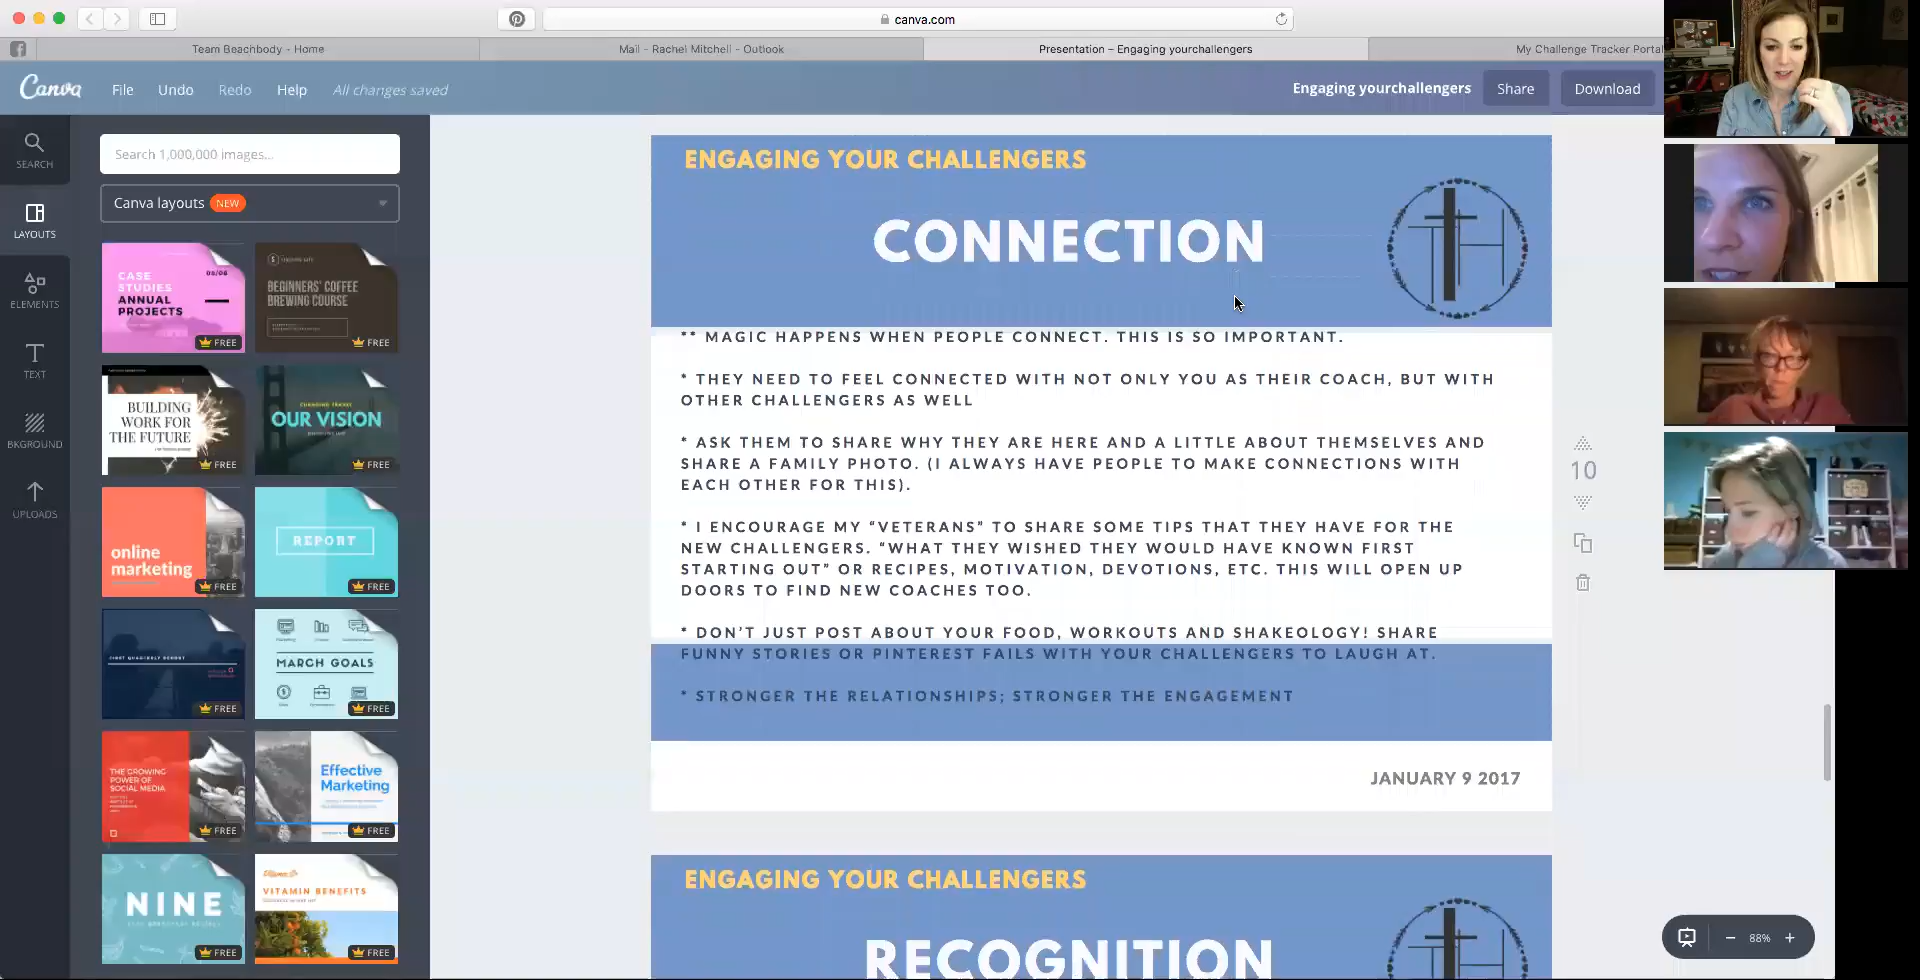 canva.com
Team Beachbody - Home
Mail - Rachel Mitchell - Outlook
Presentation – Engaging yourchallengers
My Challenge Tracker Portal
Canva
File
Undo
Redo
Help
All changes saved
Engaging yourchallengers
Share
Download
SEARCH
LAYOUTS
ELEMENTS
TEXT
BKGROUND
UPLOADS
Search 1,000,000 images...
Canva layouts NEW
CASE
STUDIES
ANNUAL
PROJECTS
FREE
BEGINNERS' COFFEE
BREWING COURSE
FREE
BUILDING
WORK FOR
THE FUTURE
FREE
OUR VISION
FREE
online
marketing
FREE
REPORT
FREE
FIRST QUARTERLY REPORT
FREE
MARCH GOALS
FREE
THE GROWING
POWER OF
SOCIAL MEDIA
FREE
Effective
Marketing
FREE
NINE
FREE
VITAMIN BENEFITS
FREE
ENGAGING YOUR CHALLENGERS
CONNECTION
TH
** MAGIC HAPPENS WHEN PEOPLE CONNECT. THIS IS SO IMPORTANT.
* THEY NEED TO FEEL CONNECTED WITH NOT ONLY YOU AS THEIR COACH, BUT WITH
OTHER CHALLENGERS AS WELL
* ASK THEM TO SHARE WHY THEY ARE HERE AND A LITTLE ABOUT THEMSELVES AND
SHARE A FAMILY PHOTO. (I ALWAYS HAVE PEOPLE TO MAKE CONNECTIONS WITH
EACH OTHER FOR THIS).
* I ENCOURAGE MY “VETERANS” TO SHARE SOME TIPS THAT THEY HAVE FOR THE
NEW CHALLENGERS. “WHAT THEY WISHED THEY WOULD HAVE KNOWN FIRST
STARTING OUT” OR RECIPES, MOTIVATION, DEVOTIONS, ETC. THIS WILL OPEN UP
DOORS TO FIND NEW COACHES TOO.
* DON’T JUST POST ABOUT YOUR FOOD, WORKOUTS AND SHAKEOLOGY! SHARE
FUNNY STORIES OR PINTEREST FAILS WITH YOUR CHALLENGERS TO LAUGH AT.
* STRONGER THE RELATIONSHIPS; STRONGER THE ENGAGEMENT
JANUARY 9 2017
10
ENGAGING YOUR CHALLENGERS
RECOGNITION
88%